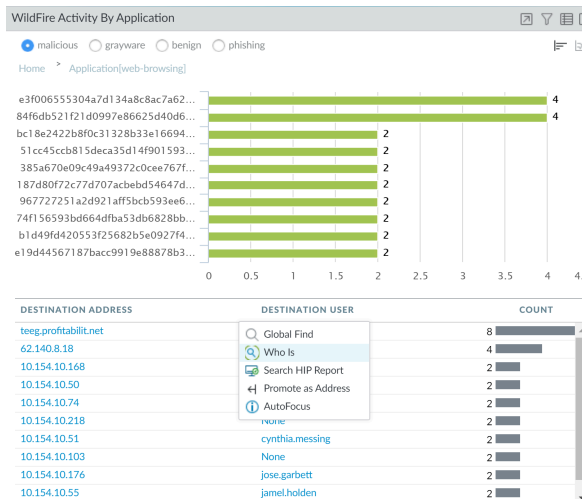 WildFire Activity By Application
malicious grayware benign phishing
Home > Application[web-browsing]
e3f006555304a7d134a8c8ac7a62... 4
84f6db521f21d0997e86625d40d6... 4
bc18e2422b8f0c31328b33e16694... 2
51cc45ccb815deca35d14f901593... 2
385a670e09c49a49372c0cee767f... 2
187d80f72c77d707acbebd54647d... 2
967727251a2d921aff5bcb593ee6... 2
74f156593bd664dfba53db6828bb... 2
b1d49fd420553f25682b5e0927f4... 2
e19d44567187bacc9919e88878b3... 2
0 0.5 1 1.5 2 2.5 3 3.5 4 4.
DESTINATION ADDRESS DESTINATION USER COUNT
teeg.profitabilit.net 8
62.140.8.18 4
10.154.10.168 2
10.154.10.50 2
10.154.10.74 2
10.154.10.218 None 2
10.154.10.51 cynthia.messing 2
10.154.10.103 None 2
10.154.10.176 jose.garbett 2
10.154.10.55 jamel.holden 2
Global Find
Who Is
Search HIP Report
Promote as Address
AutoFocus